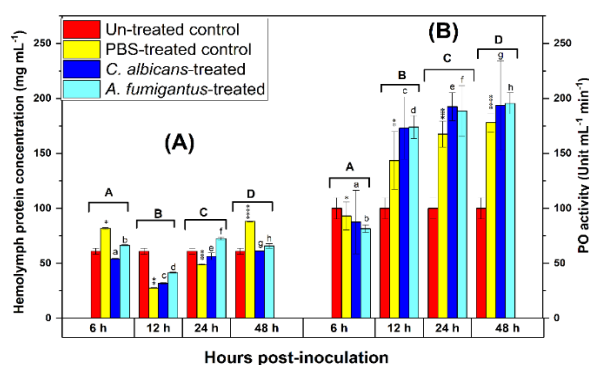 Un-treated control
PBS-treated control
C. albicans-treated
A. fumigantus-treated
(A)
(B)
Hemolymph protein concentration (mg mL⁻¹)
250
200
150
100
50
0
A
B
C
D
*
a
b
**
c
d
***
e
f
****
g
h
A
B
C
D
*
a
b
**
c
d
***
e
f
****
g
h
250
200
150
100
50
0
PO activity (Unit mL⁻¹ min⁻¹)
6 h
12 h
24 h
48 h
6 h
12 h
24 h
48 h
Hours post-inoculation